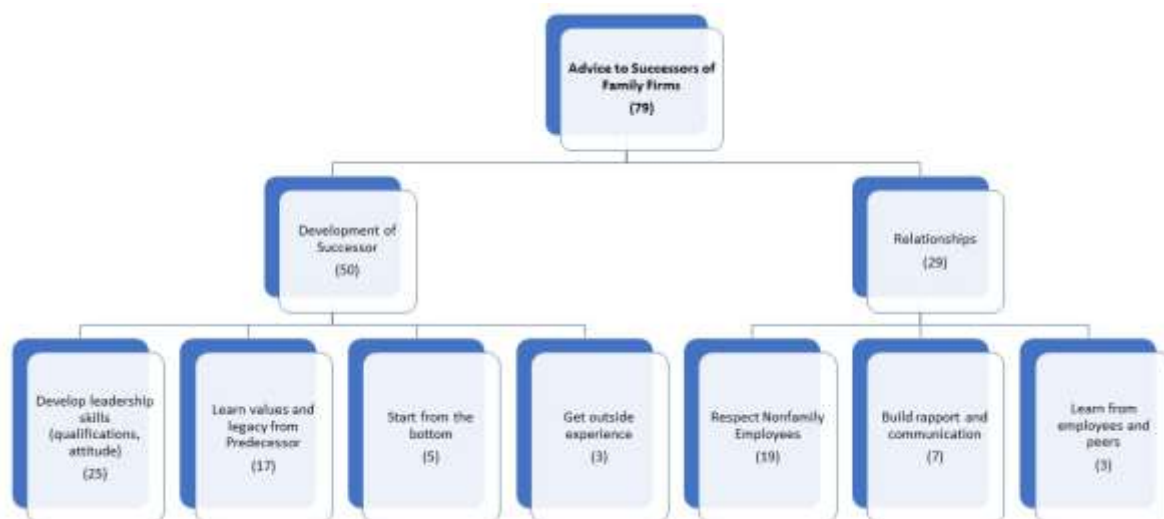 Advice to Successors of
Family Firms
(79)
Development of
Successor
(50)
Relationships
(29)
Develop leadership
skills
(qualifications,
attitude)
(25)
Learn values and
legacy from
Predecessor
(17)
Start from the
bottom
(5)
Get outside
experience
(3)
Respect Nonfamily
Employees
(19)
Build rapport and
communication
(7)
Learn from
employees and
peers
(3)